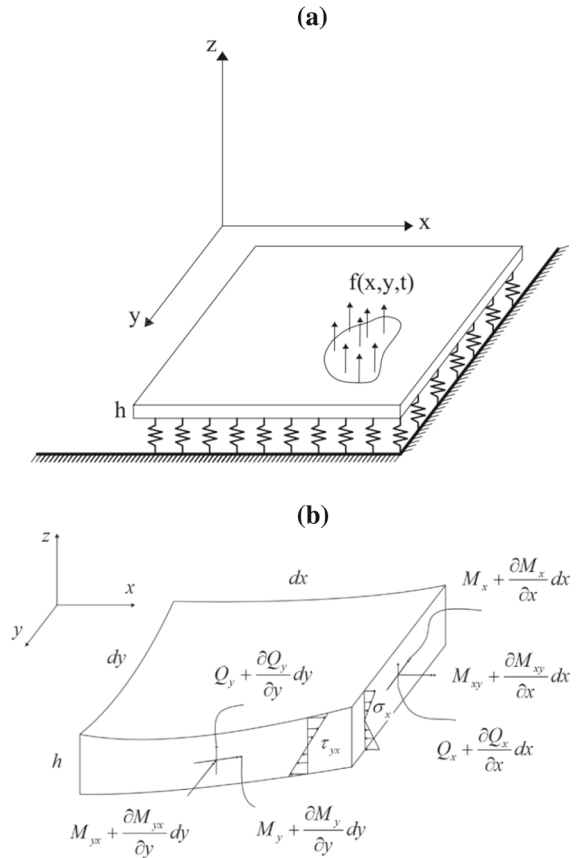 (a)
z
x
y
f(x,y,t)
h
(b)
z
x
y
dx
dy
h
M_x + ∂M_x/∂x dx
Q_y + ∂Q_y/∂y dy
M_xy + ∂M_xy/∂x dx
σ_x
τ_yx
Q_x + ∂Q_x/∂x dx
M_yx + ∂M_yx/∂y dy
M_y + ∂M_y/∂y dy